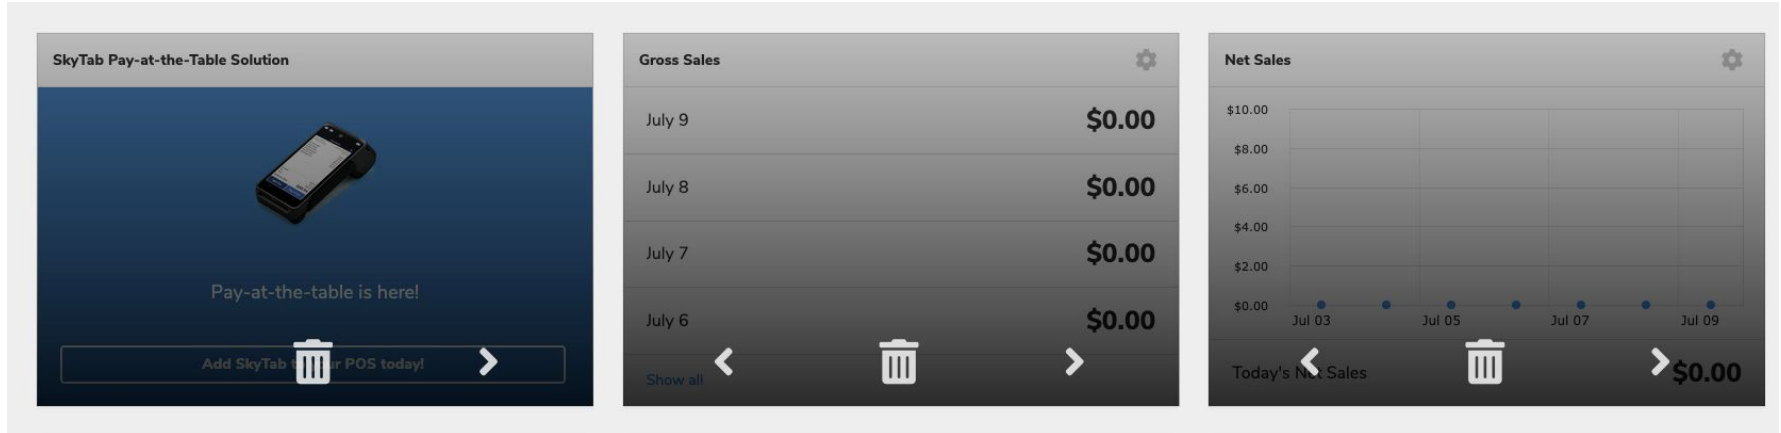 SkyTab Pay-at-the-Table Solution
Pay-at-the-table is here!
Add SkyTab to your POS today!
Gross Sales
July 9 $0.00
July 8 $0.00
July 7 $0.00
July 6 $0.00
Show all
Net Sales
$10.00
$8.00
$6.00
$4.00
$2.00
$0.00
Jul 03 Jul 05 Jul 07 Jul 09
Today's Net Sales $0.00